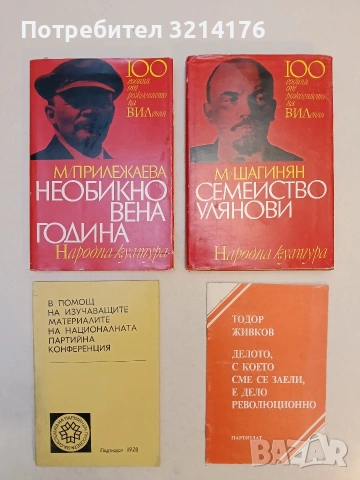 Потребител 3214176
100
години
от
рождението
на
ВИЛенин
М·ПРИЛЕЖАЕВА
НЕОБИКНО
ВЕНА
ГОДИНА
Народна култура
100
години
от
рождението
на
ВИЛенин
М·ШАГИНЯН
СЕМЕЙСТВО
УЛЯНОВИ
Народна култура
В ПОМОЩ
НА ИЗУЧАВАЩИТЕ
МАТЕРИАЛИТЕ
НА НАЦИОНАЛНАТА
ПАРТИЙНА
КОНФЕРЕНЦИЯ
Партиздат 1978
ТОДОР
ЖИВКОВ
ДЕЛОТО,
С КОЕТО
СМЕ СЕ ЗАЕЛИ,
Е ДЕЛО
РЕВОЛЮЦИОННО
ПАРТИЗДАТ
BAZAR